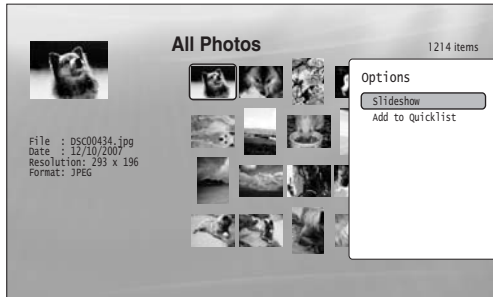 All Photos
1214 items
Options
Slideshow
Add to Quicklist
File : DSC00434.jpg
Date : 12/10/2007
Resolution: 293 x 196
Format: JPEG